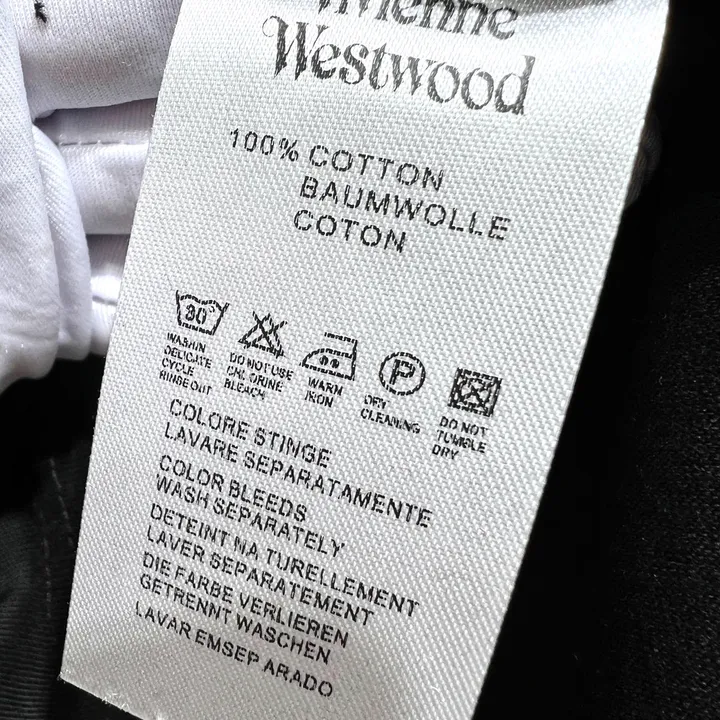 Vivienne
Westwood
100% COTTON
BAUMWOLLE
COTON
30°
P
WASH IN
DELICATE
CYCLE
RINSE OUT
DO NOT USE
CHLORINE
BLEACH
WARM
IRON
DRY
CLEANING
DO NOT
TUMBLE
DRY
COLORE STINGE
LAVARE SEPARATAMENTE
COLOR BLEEDS
WASH SEPARATELY
DETEINT NA TURELLEMENT
LAVER SEPARATEMENT
DIE FARBE VERLIEREN
GETRENNT WASCHEN
LAVAR EMSEP ARADO